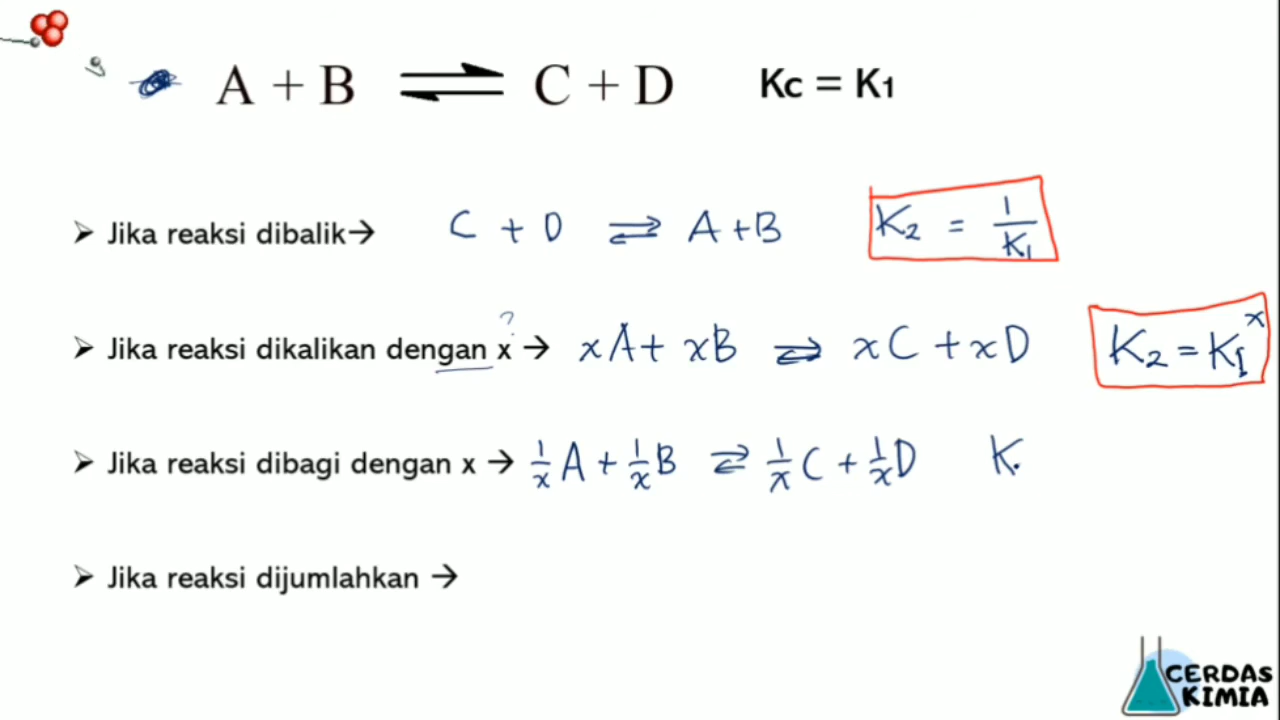 A + B ⇌ C + D Kc = K₁
➢ Jika reaksi dibalik→ C + D ⇌ A + B K₂ = 1/K₁
?
➢ Jika reaksi dikalikan dengan x → xA + xB ⇌ xC + xD K₂ = K₁ˣ
➢ Jika reaksi dibagi dengan x → 1/x A + 1/x B ⇌ 1/x C + 1/x D K
➢ Jika reaksi dijumlahkan →
CERDAS
KIMIA